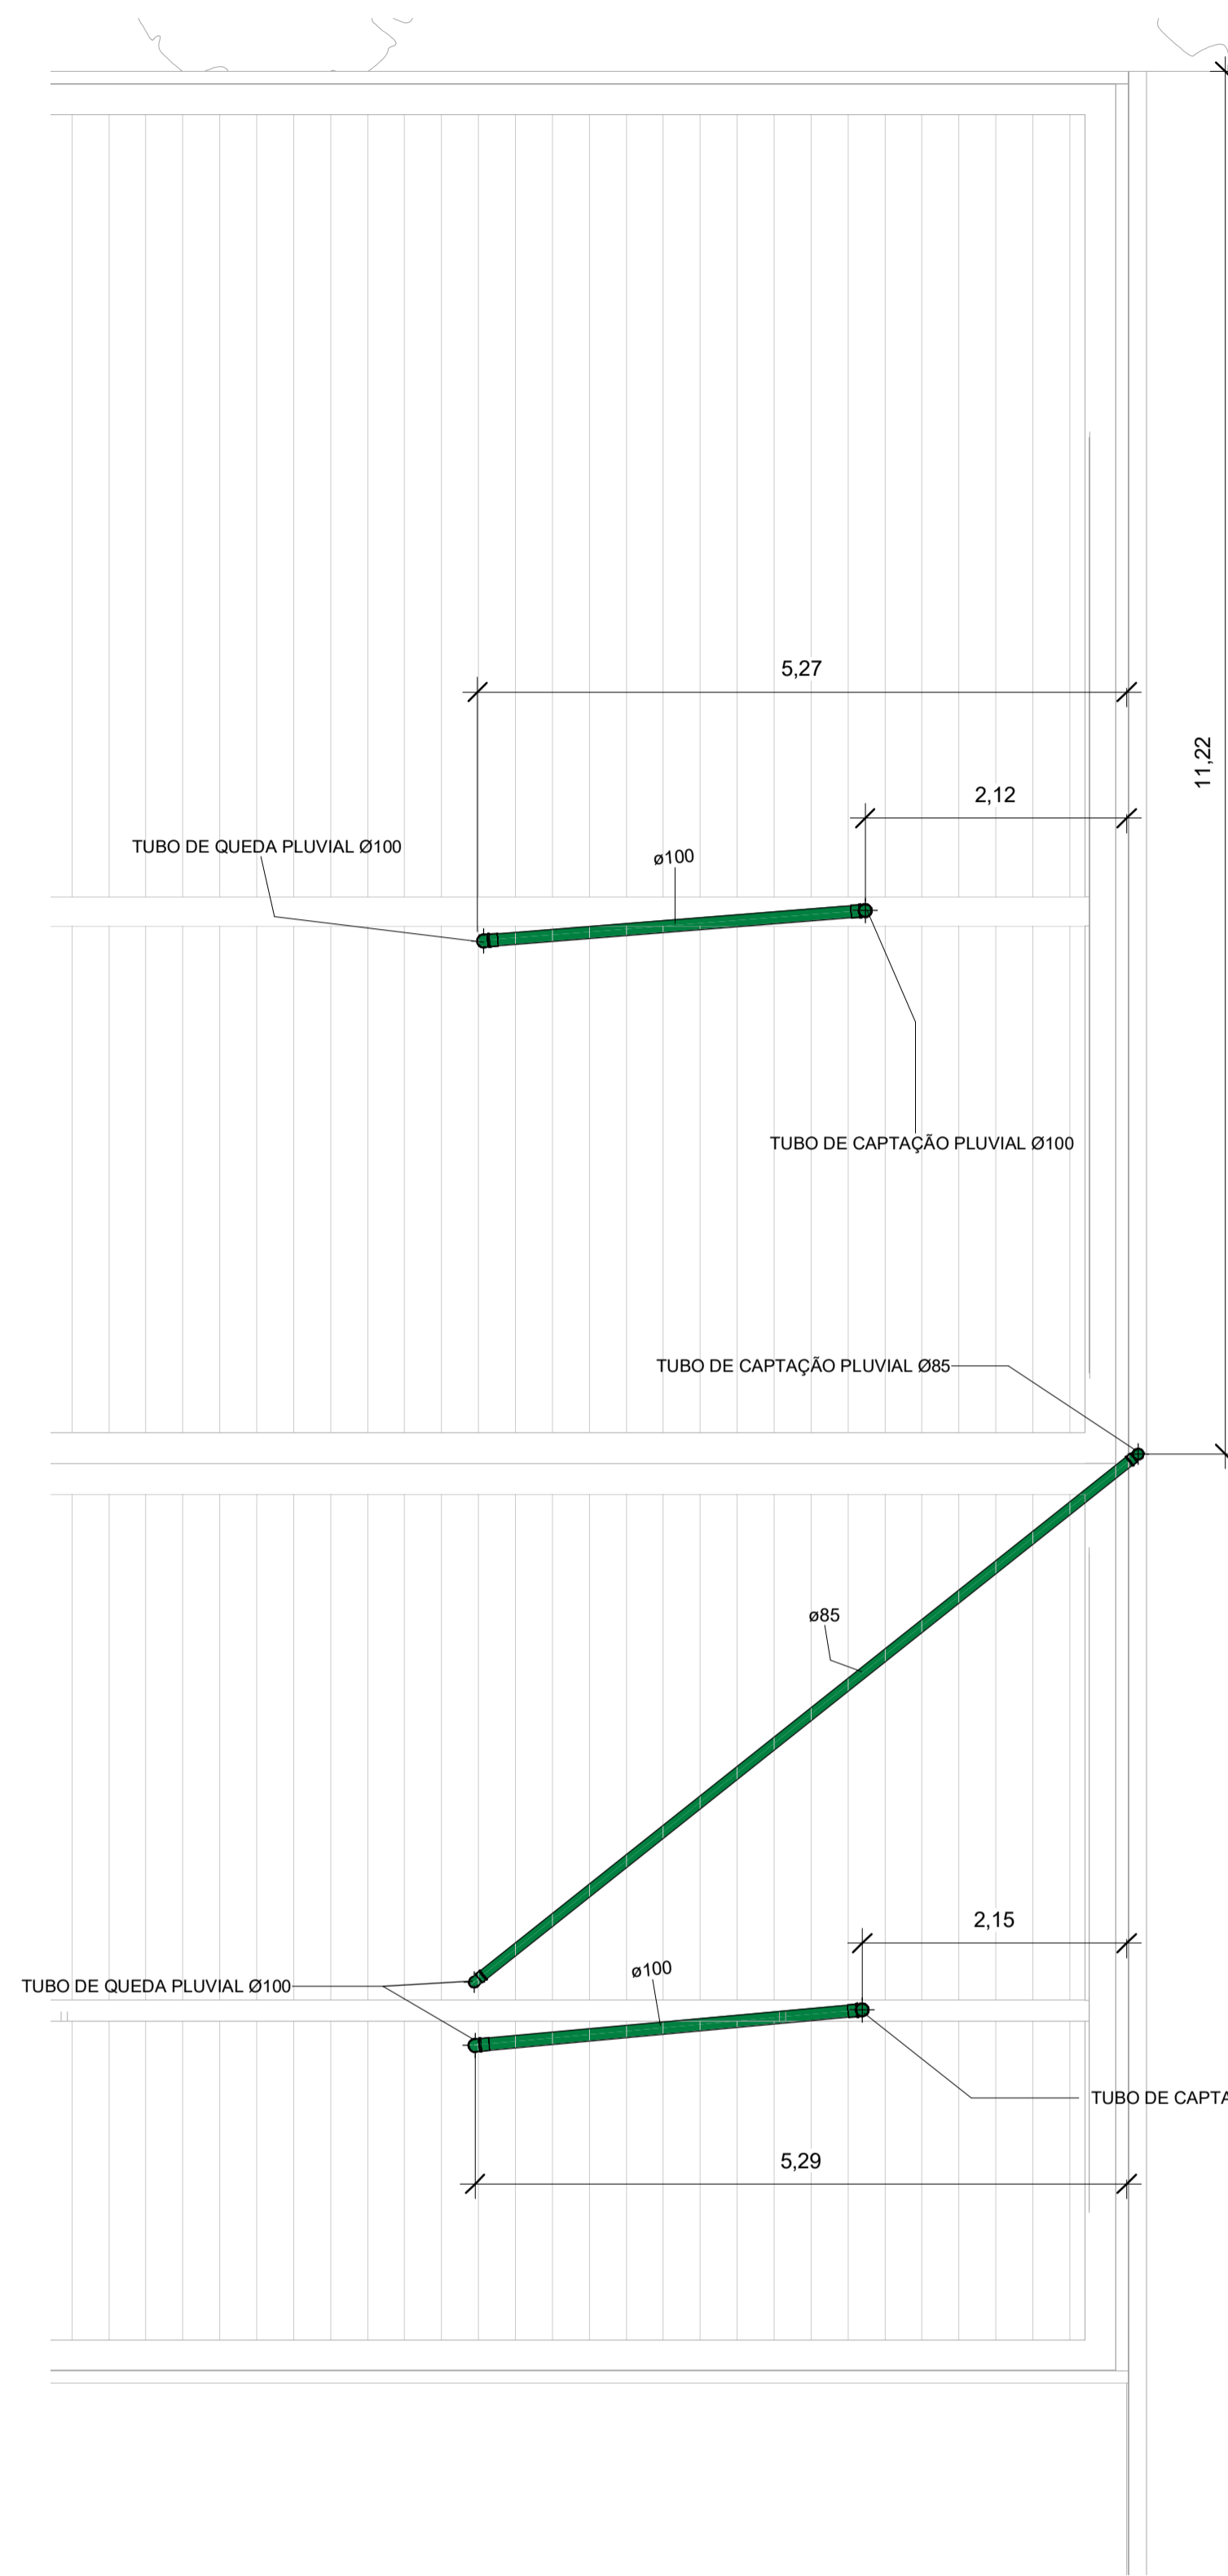 5,27
11,22
2,12
TUBO DE QUEDA PLUVIAL Ø100
ø100
TUBO DE CAPTAÇÃO PLUVIAL Ø100
TUBO DE CAPTAÇÃO PLUVIAL Ø85
ø85
2,15
ø100
TUBO DE QUEDA PLUVIAL Ø100
TUBO DE CAPTA
5,29